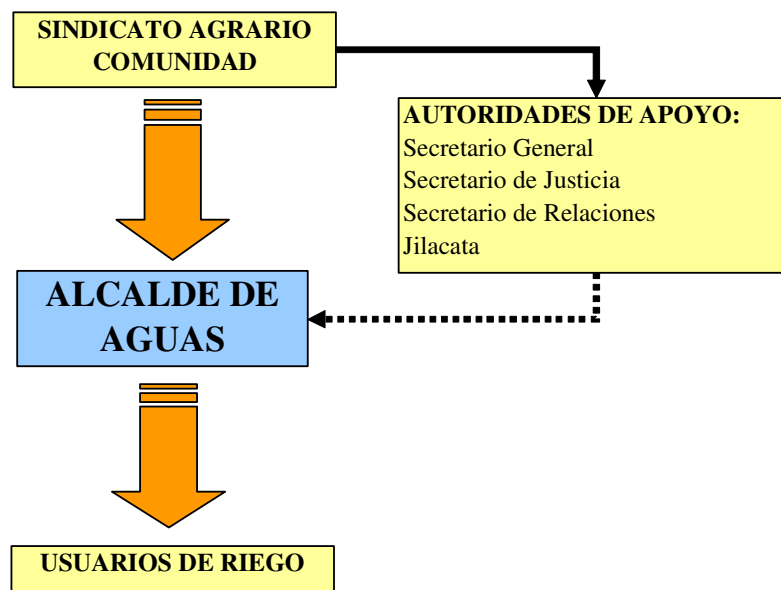 SINDICATO AGRARIO
COMUNIDAD
AUTORIDADES DE APOYO:
Secretario General
Secretario de Justicia
Secretario de Relaciones
Jilacata
ALCALDE DE
AGUAS
USUARIOS DE RIEGO